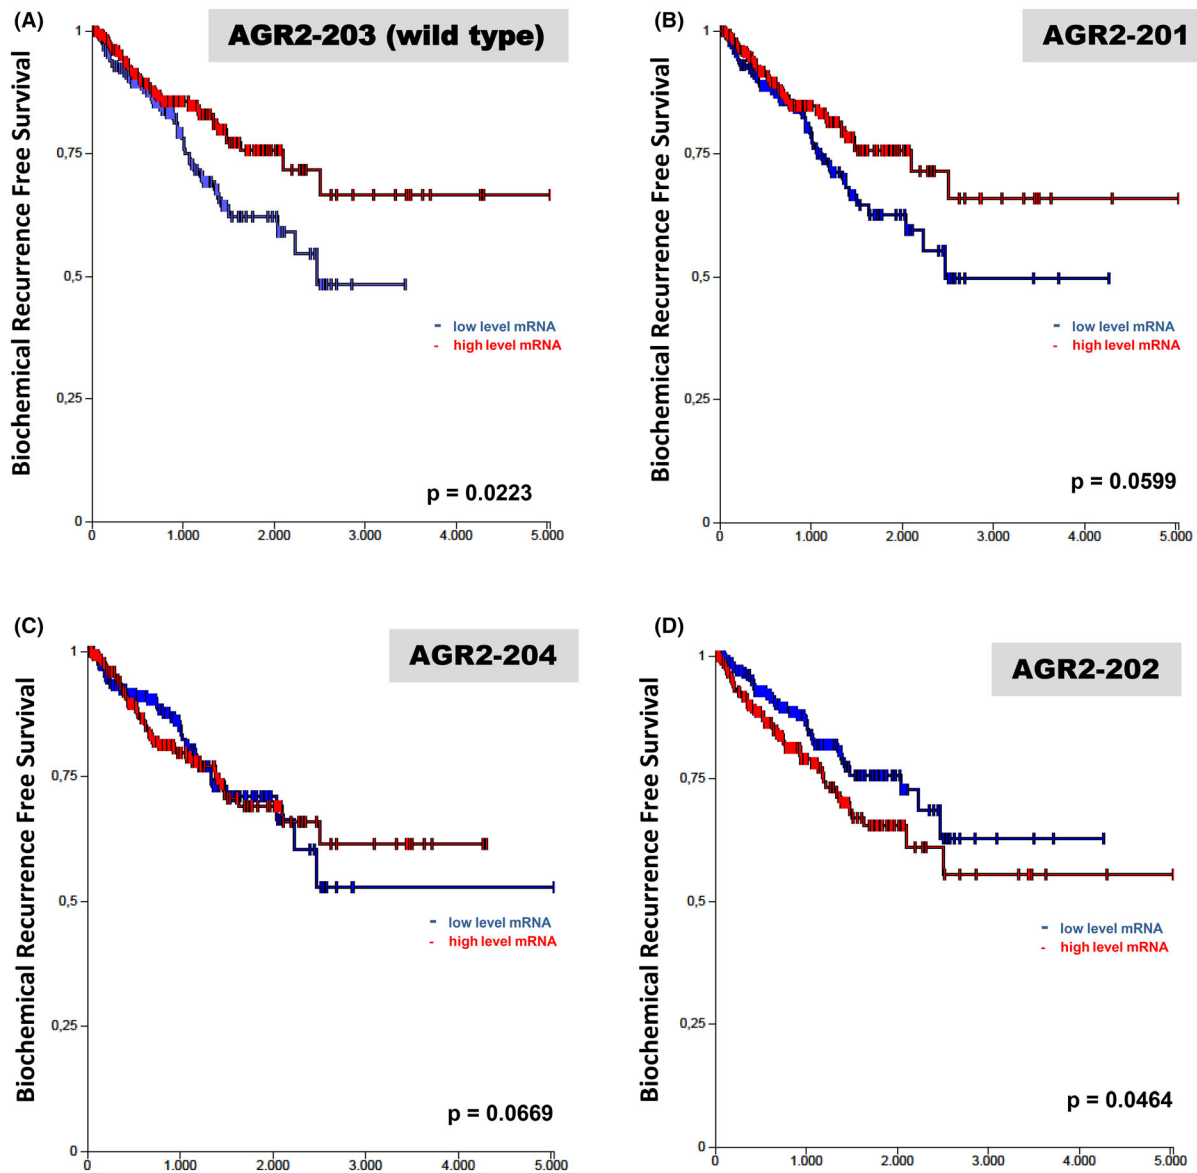 (A)
AGR2-203 (wild type)
Biochemical Recurrence Free Survival
1
0,75
0,5
0,25
0
- low level mRNA
- high level mRNA
p = 0.0223
0 1.000 2.000 3.000 4.000 5.000
(B)
AGR2-201
Biochemical Recurrence Free Survival
1
0,75
0,5
0,25
0
- low level mRNA
- high level mRNA
p = 0.0599
0 1.000 2.000 3.000 4.000 5.000
(C)
AGR2-204
Biochemical Recurrence Free Survival
1
0,75
0,5
0,25
0
- low level mRNA
- high level mRNA
p = 0.0669
0 1.000 2.000 3.000 4.000 5.000
(D)
AGR2-202
Biochemical Recurrence Free Survival
1
0,75
0,5
0,25
0
- low level mRNA
- high level mRNA
p = 0.0464
0 1.000 2.000 3.000 4.000 5.000